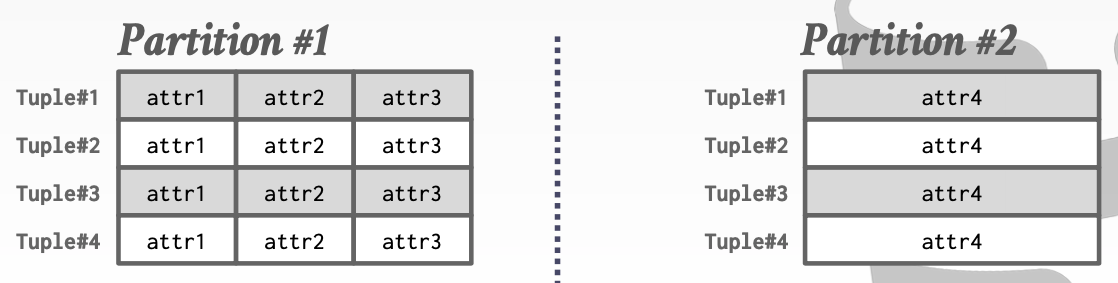 Partition #1
Tuple#1 attr1 attr2 attr3
Tuple#2 attr1 attr2 attr3
Tuple#3 attr1 attr2 attr3
Tuple#4 attr1 attr2 attr3
Partition #2
Tuple#1 attr4
Tuple#2 attr4
Tuple#3 attr4
Tuple#4 attr4